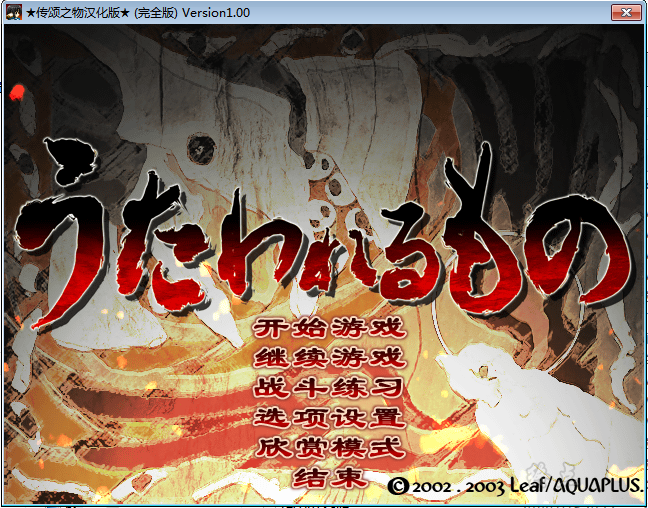 ★传颂之物汉化版★ (完全版) Version1.00
うたわれるもの
开始游戏
继续游戏
战斗练习
选项设置
欣赏模式
结束
© 2002 . 2003 Leaf/AQUAPLUS.